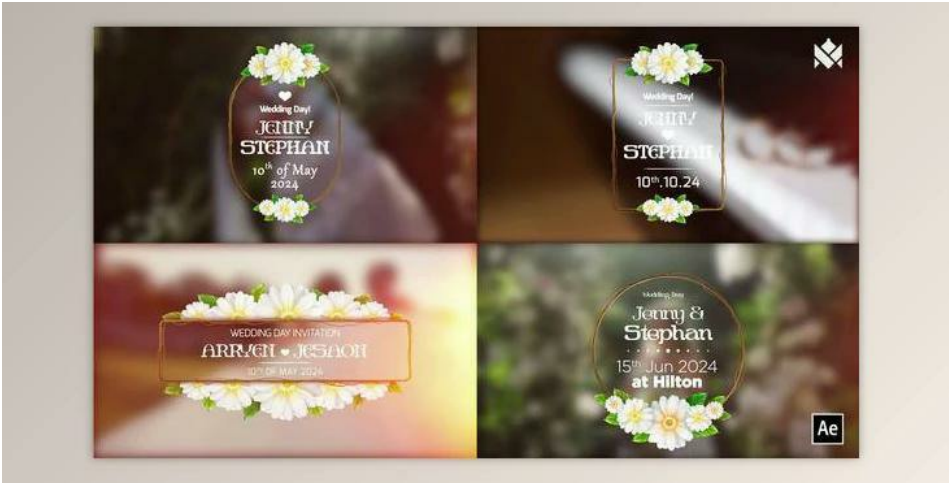 Wedding Day!
JENNY
STEPHAN
10th of May
2024
Wedding Day!
JENNY
STEPHAN
10th.10.24
WEDDING DAY INVITATION
ARRYEN JESAON
10th OF MAY 2024
Wedding Day
Jenny &
Stephan
15th Jun 2024
at Hilton
Ae